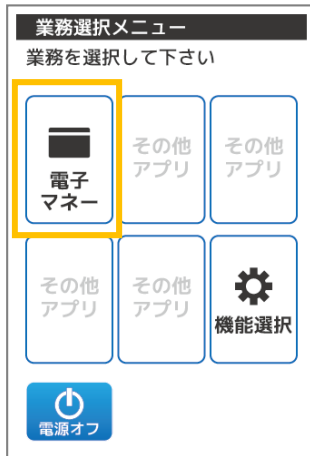 業務選択メニュー
業務を選択して下さい
電子
マネー
その他
アプリ
その他
アプリ
その他
アプリ
その他
アプリ
機能選択
電源オフ